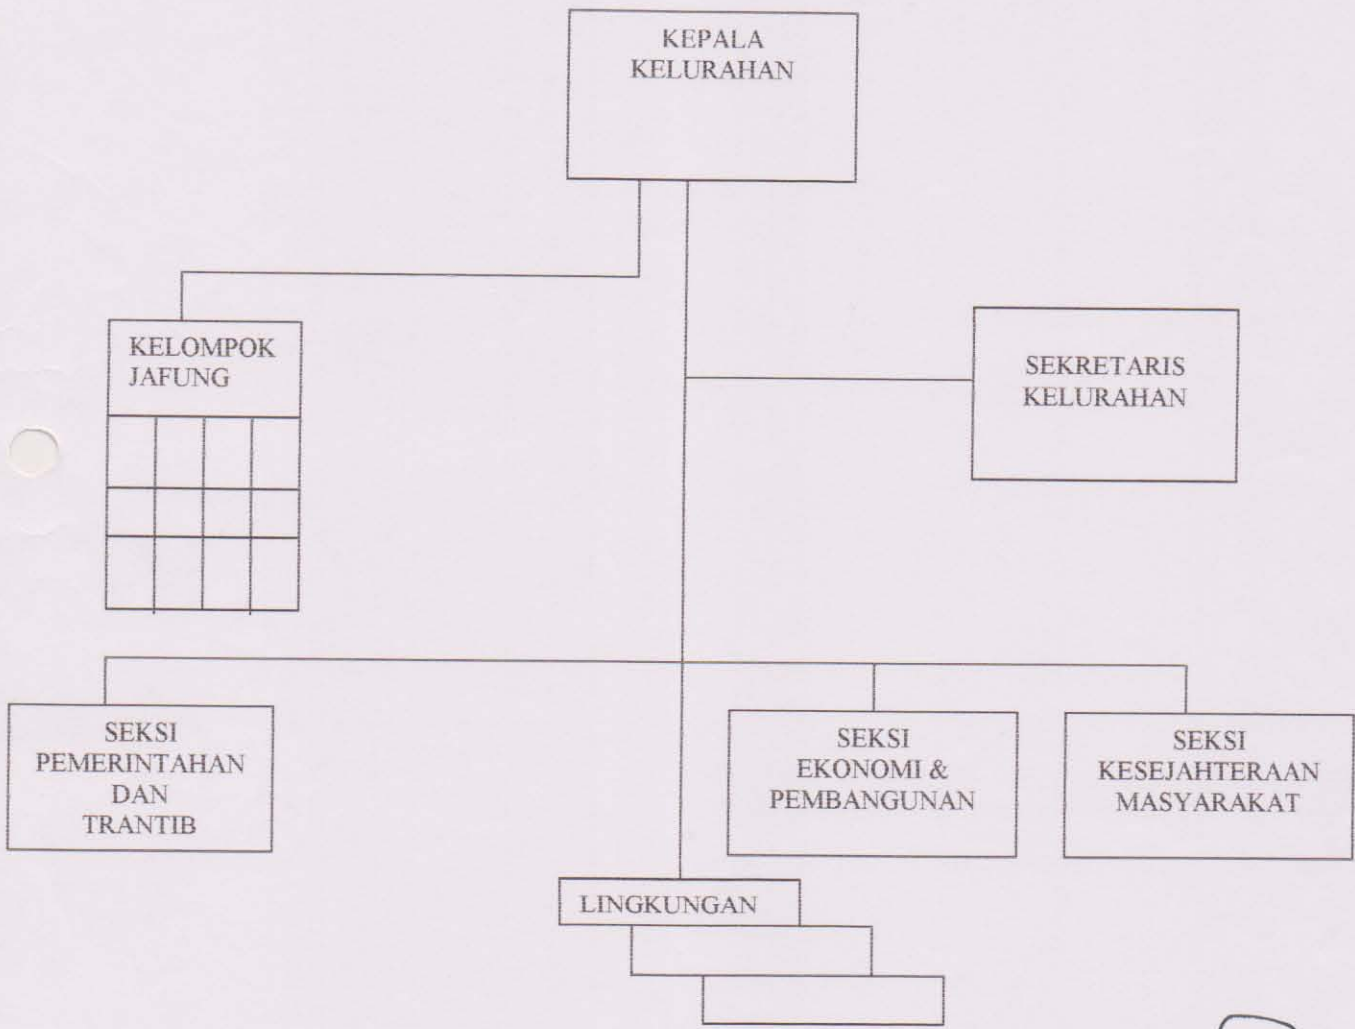 KEPALA
KELURAHAN
KELOMPOK
JAFUNG
SEKRETARIS
KELURAHAN
SEKSI
PEMERINTAHAN
DAN
TRANTIB
SEKSI
EKONOMI &
PEMBANGUNAN
SEKSI
KESEJAHTERAAN
MASYARAKAT
LINGKUNGAN